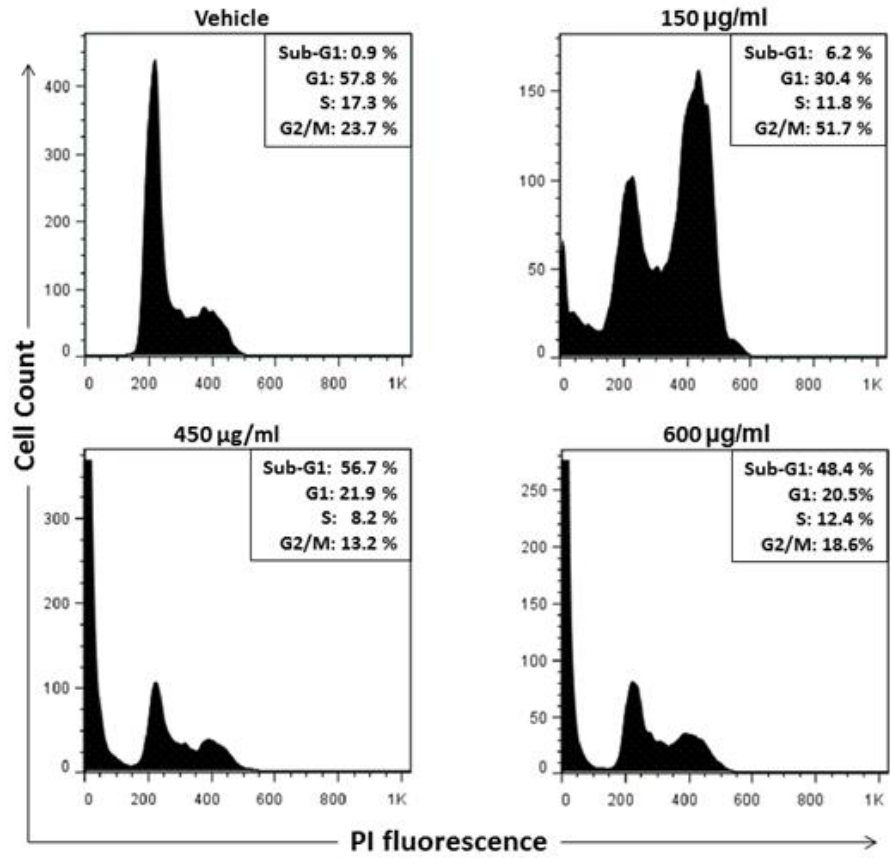 Vehicle
Sub-G1: 0.9 %
G1: 57.8 %
S: 17.3 %
G2/M: 23.7 %
400
300
200
100
0
0 200 400 600 800 1K
150 µg/ml
Sub-G1: 6.2 %
G1: 30.4 %
S: 11.8 %
G2/M: 51.7 %
150
100
50
0
0 200 400 600 800 1K
450 µg/ml
Sub-G1: 56.7 %
G1: 21.9 %
S: 8.2 %
G2/M: 13.2 %
300
200
100
0
0 200 400 600 800 1K
600 µg/ml
Sub-G1: 48.4 %
G1: 20.5%
S: 12.4 %
G2/M: 18.6%
250
200
150
100
50
0
0 200 400 600 800 1K
Cell Count
PI fluorescence